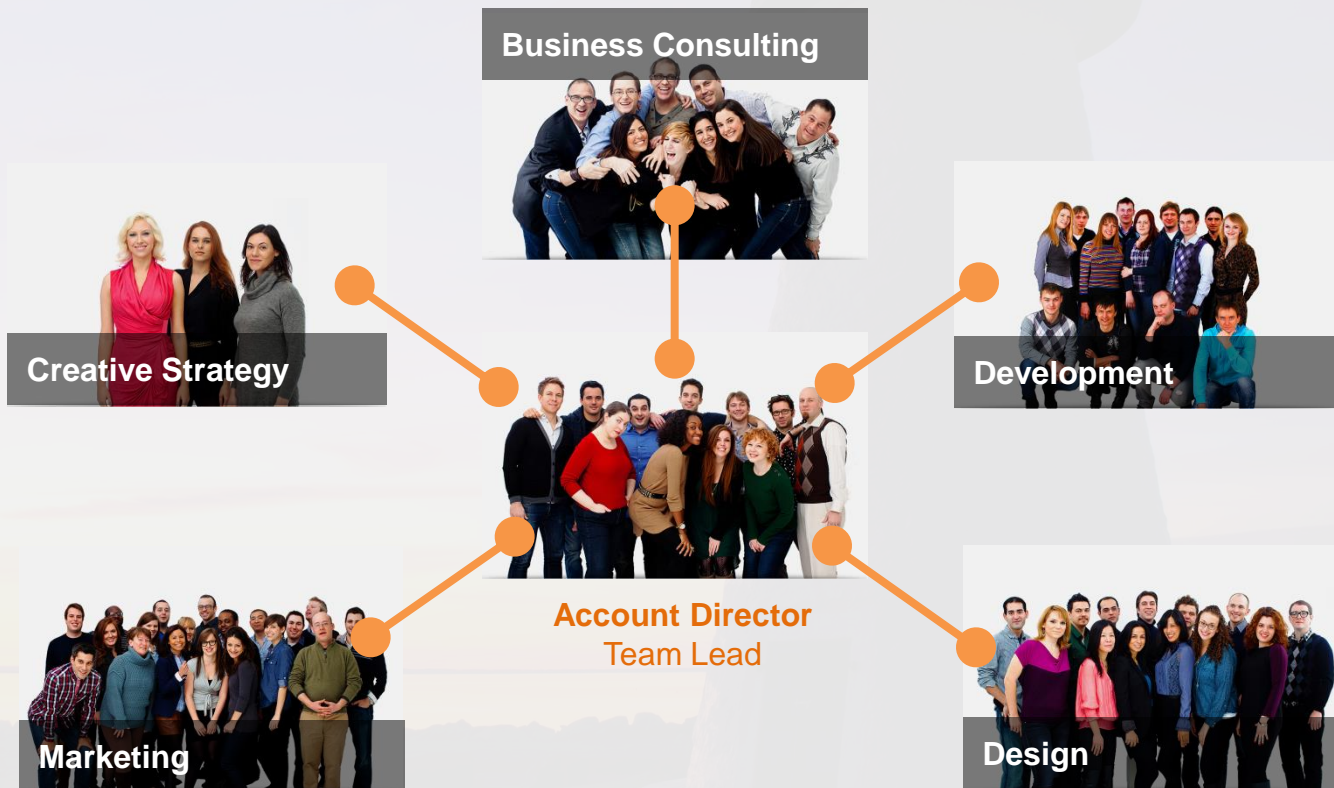 Business Consulting
Creative Strategy
Development
Account Director
Team Lead
Marketing
Design